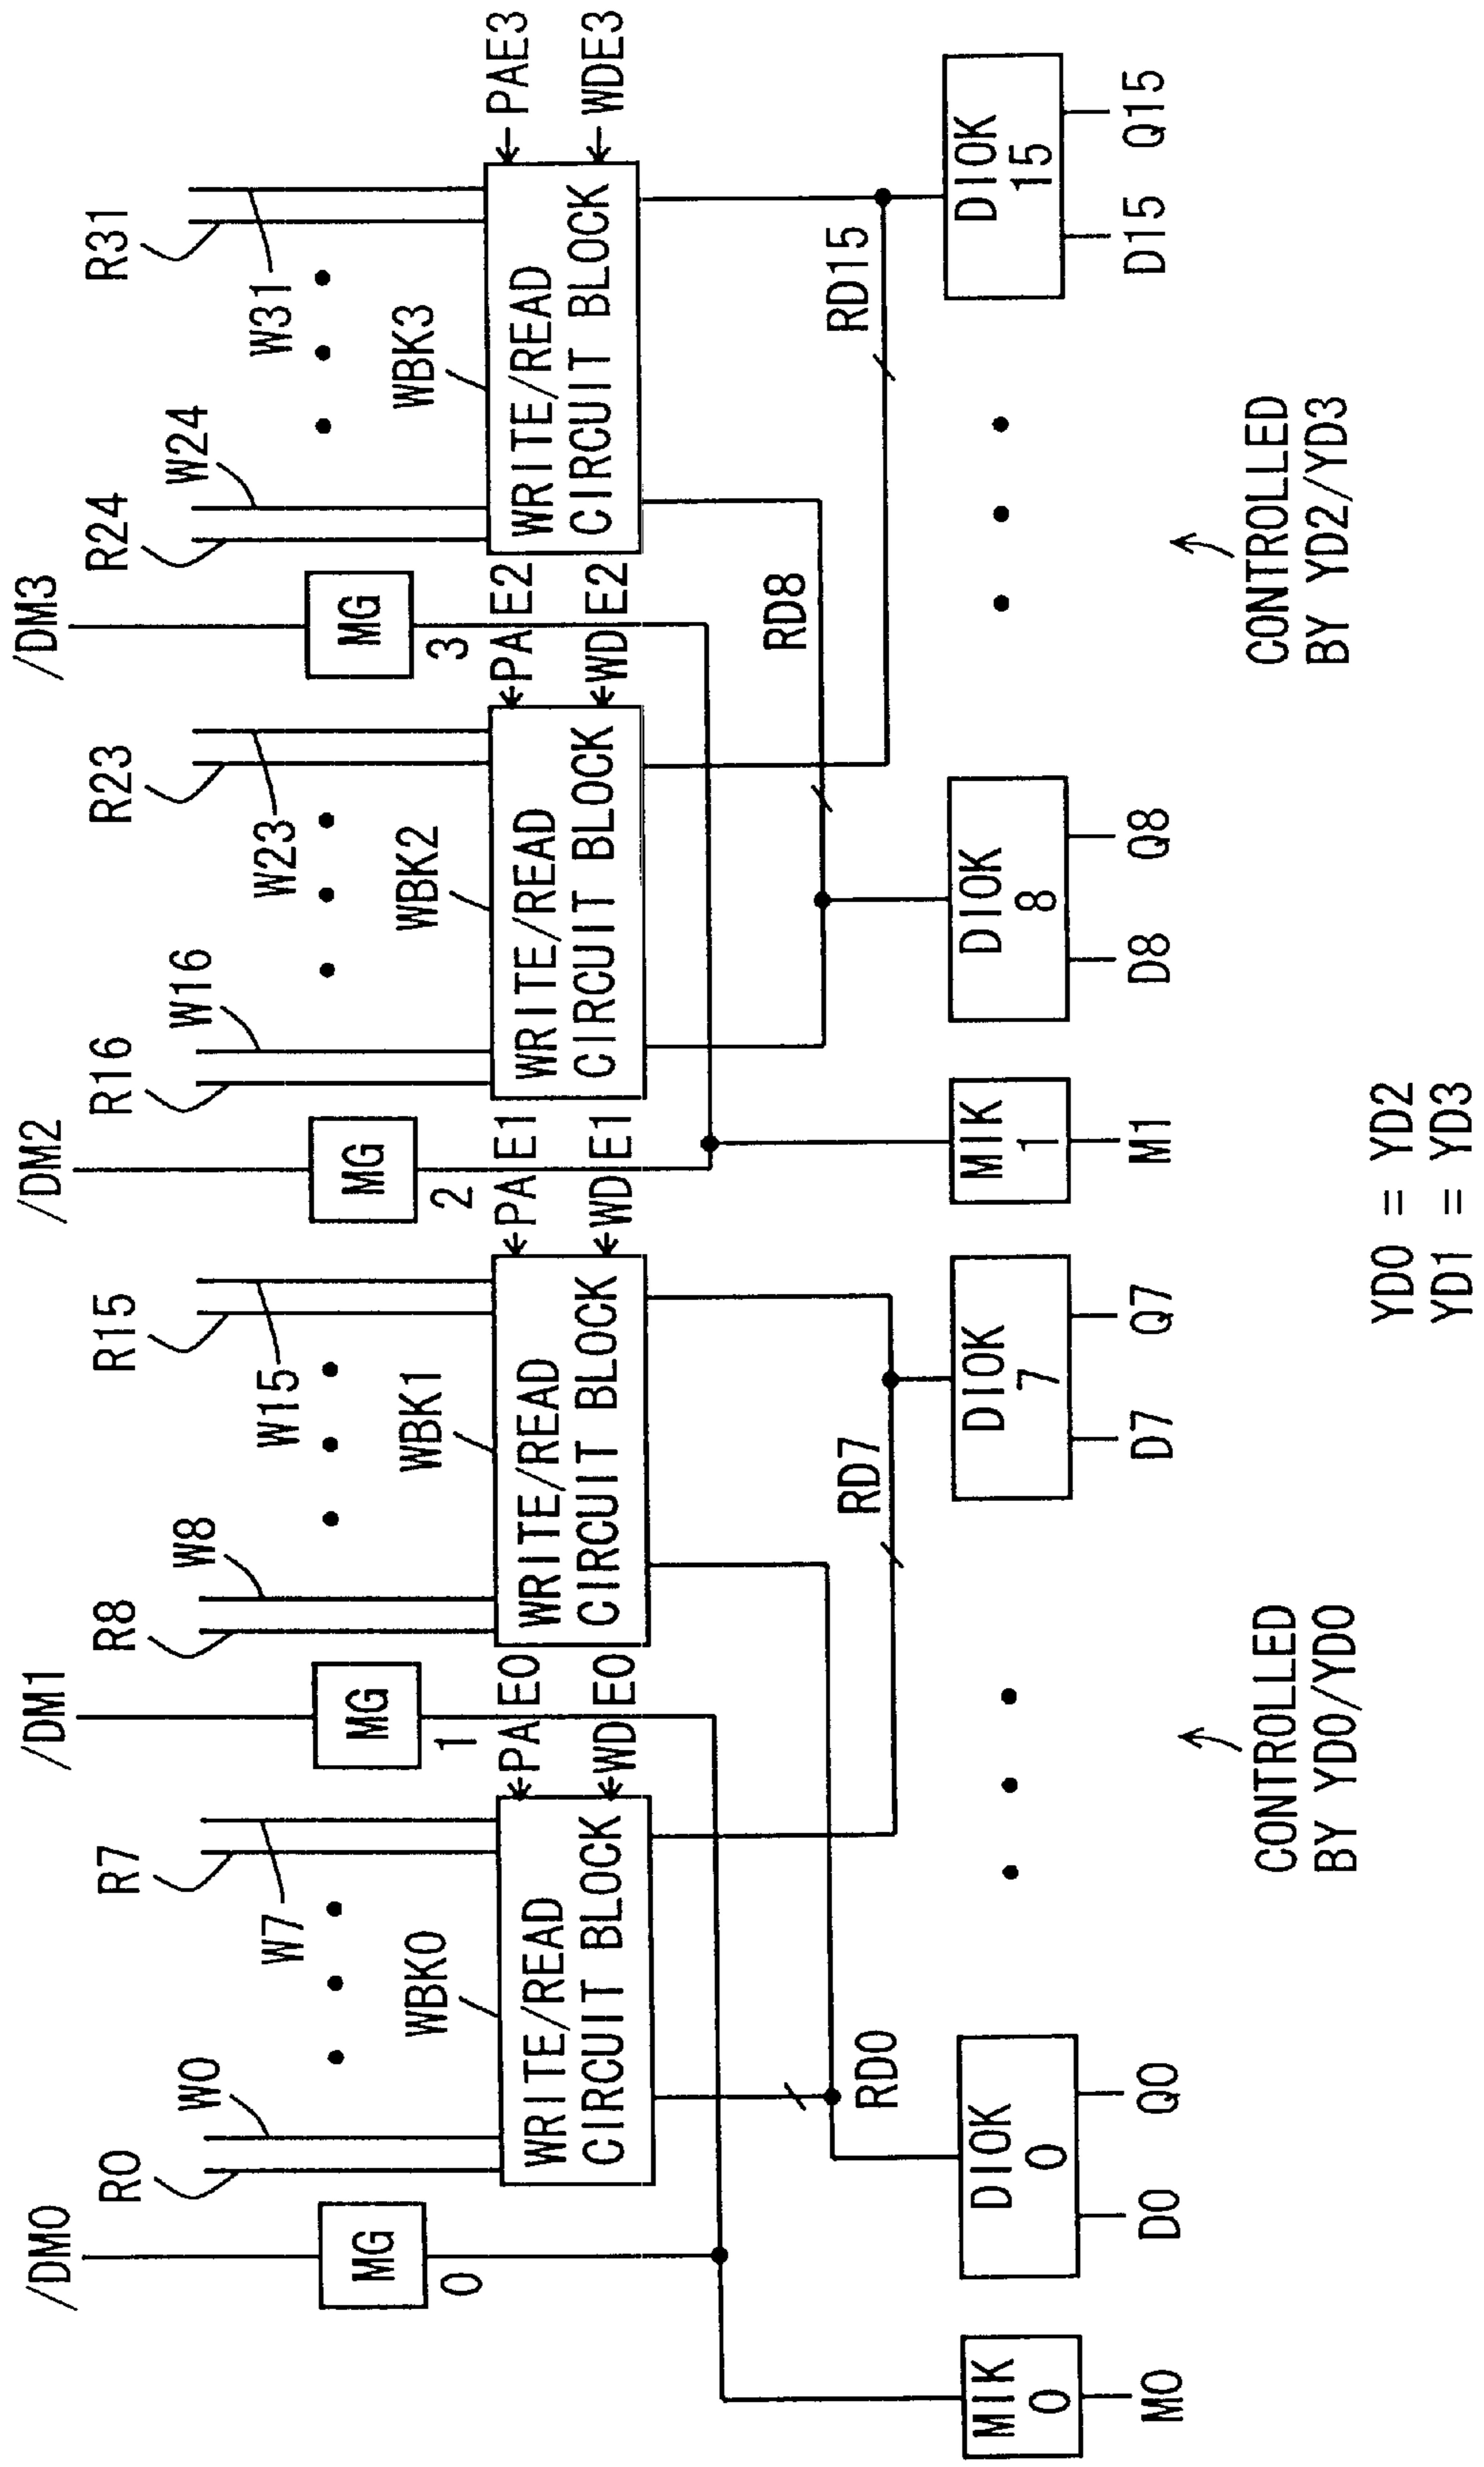 /DM0
R0
W0
R7
W7
/DM1
R8
W8
R15
W15
/DM2
R16
W16
R23
W23
/DM3
R24
W24
R31
W31
MG
0
WBK0
WRITE/READ
CIRCUIT BLOCK
PAE0
WDE0
MG
1
WBK1
WRITE/READ
CIRCUIT BLOCK
PAE1
WDE1
MG
2
WBK2
WRITE/READ
CIRCUIT BLOCK
PAE2
WDE2
MG
3
WBK3
WRITE/READ
CIRCUIT BLOCK
PAE3
WDE3
RD0
RD7
RD8
RD15
MIK
0
M0
DIOK
0
D0
Q0
DIOK
7
D7
Q7
MIK
1
M1
DIOK
8
D8
Q8
DIOK
15
D15
Q15
CONTROLLED
BY YD0/YD0
CONTROLLED
BY YD2/YD3
YD0 = YD2
YD1 = YD3